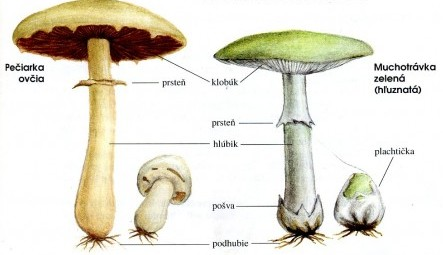 Pečiarka
ovčia
prsteň
klobúk
Muchotrávka
zelená
(hľuznatá)
prsteň
hlúbik
plachtička
pošva
podhubie